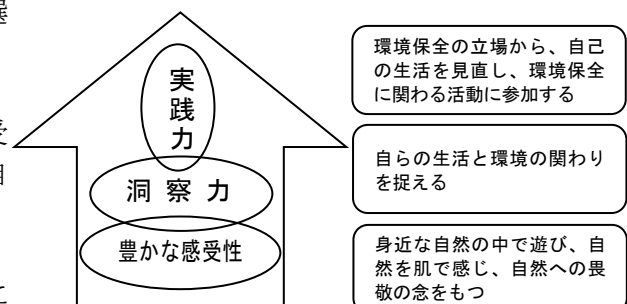 実践力
洞察力
豊かな感受性
環境保全の立場から、自己
の生活を見直し、環境保全
に関わる活動に参加する
自らの生活と環境の関わり
を捉える
身近な自然の中で遊び、自
然を肌で感じ、自然への畏
敬の念をもつ